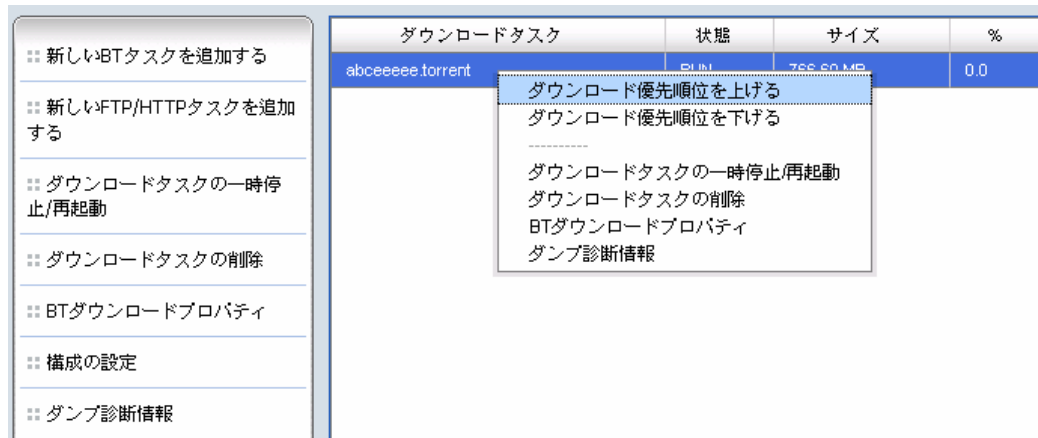 新しいBTタスクを追加する
新しいFTP/HTTPタスクを追加
する
ダウンロードタスクの一時停
止/再起動
ダウンロードタスクの削除
BTダウンロードプロパティ
構成の設定
ダンプ診断情報
ダウンロードタスク 状態 サイズ %
abceeeee.torrent RUN 766.60 MB 0.0
ダウンロード優先順位を上げる
ダウンロード優先順位を下げる
----------
ダウンロードタスクの一時停止/再起動
ダウンロードタスクの削除
BTダウンロードプロパティ
ダンプ診断情報